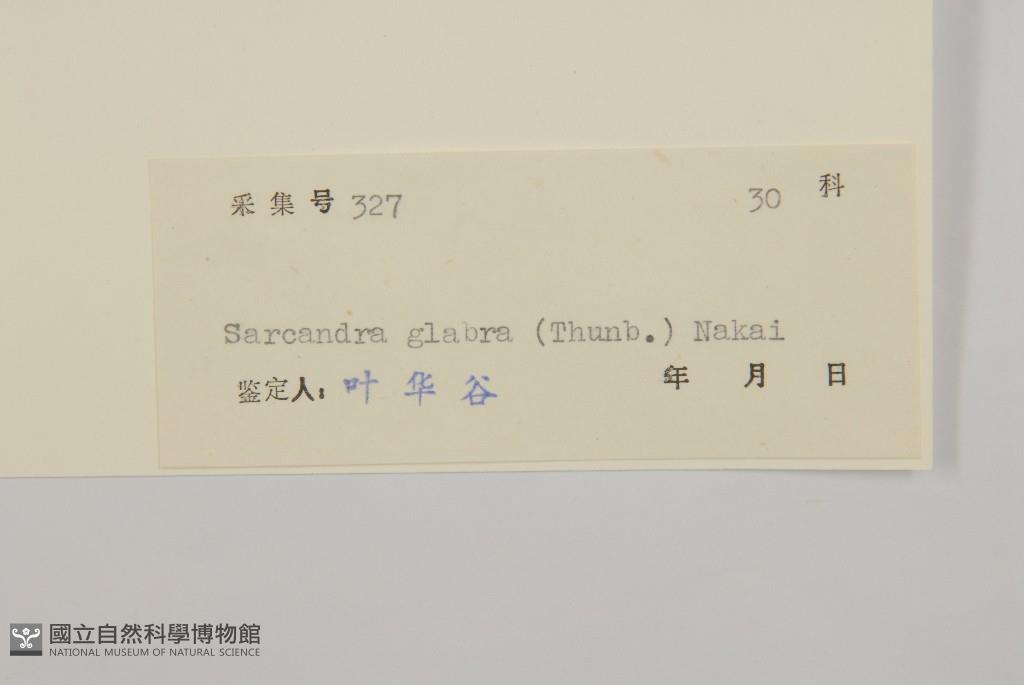 采集号 327 30 科
Sarcandra glabra (Thunb.) Nakai
鉴定人: 叶华谷 年 月 日
國立自然科學博物館
NATIONAL MUSEUM OF NATURAL SCIENCE